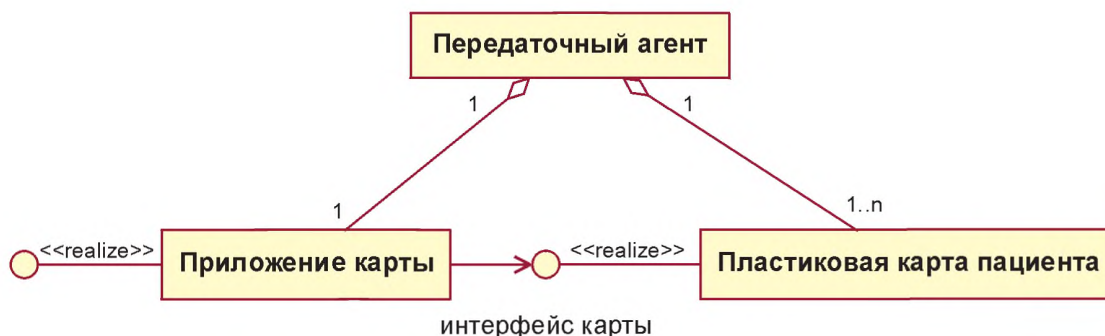 Передаточный агент
1
1
1
1..n
<<realize>>
Приложение карты
<<realize>>
Пластиковая карта пациента
интерфейс карты